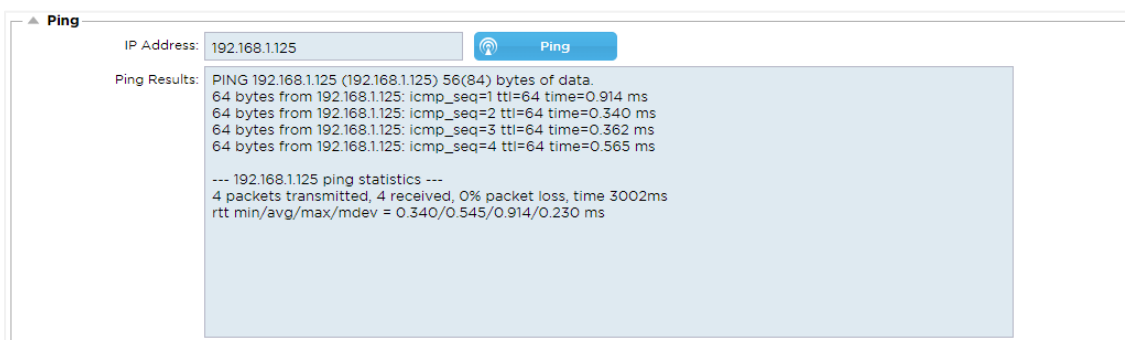 Ping
IP Address: 192.168.1.125 Ping
Ping Results: PING 192.168.1.125 (192.168.1.125) 56(84) bytes of data.
64 bytes from 192.168.1.125: icmp_seq=1 ttl=64 time=0.914 ms
64 bytes from 192.168.1.125: icmp_seq=2 ttl=64 time=0.340 ms
64 bytes from 192.168.1.125: icmp_seq=3 ttl=64 time=0.362 ms
64 bytes from 192.168.1.125: icmp_seq=4 ttl=64 time=0.565 ms
--- 192.168.1.125 ping statistics ---
4 packets transmitted, 4 received, 0% packet loss, time 3002ms
rtt min/avg/max/mdev = 0.340/0.545/0.914/0.230 ms